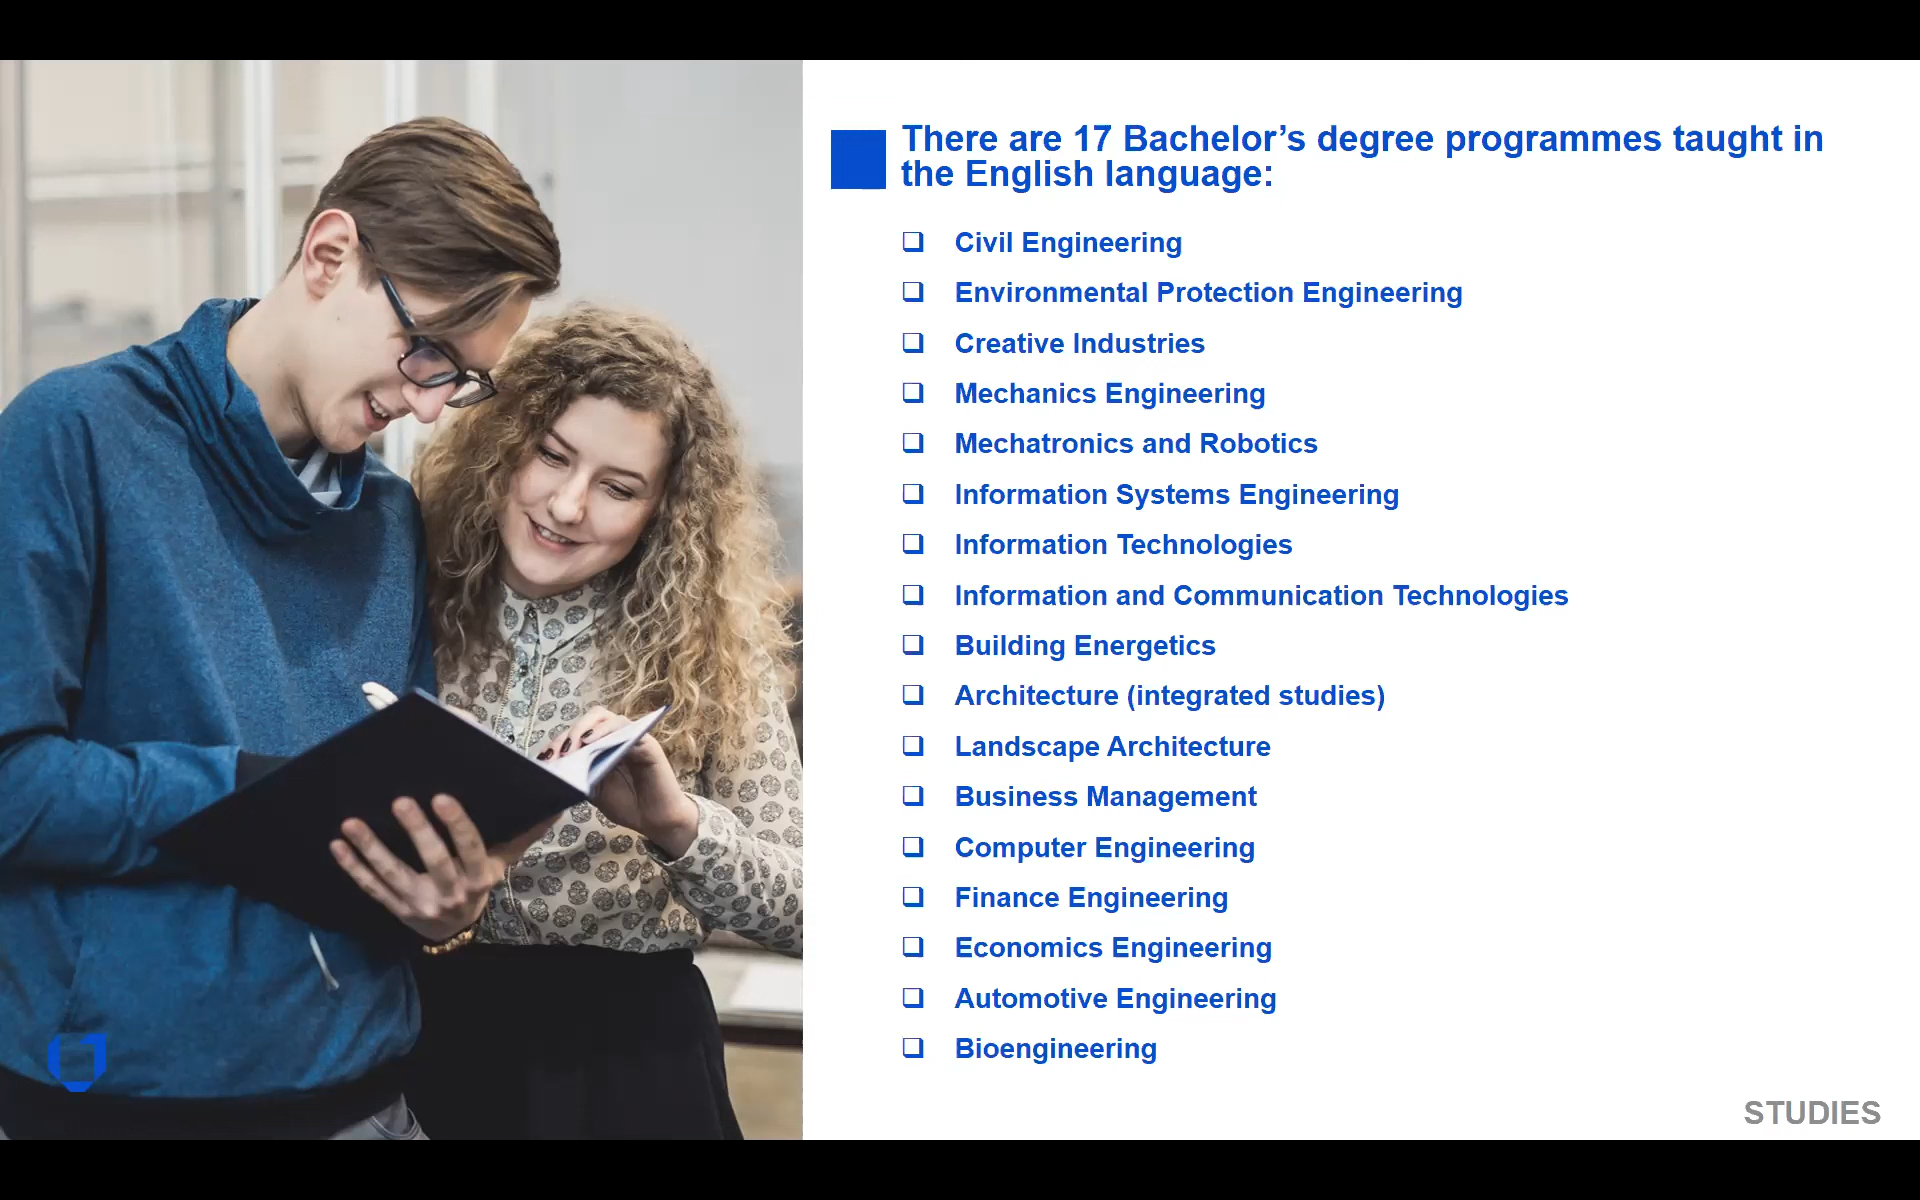 There are 17 Bachelor’s degree programmes taught in
the English language:
❑ Civil Engineering
❑ Environmental Protection Engineering
❑ Creative Industries
❑ Mechanics Engineering
❑ Mechatronics and Robotics
❑ Information Systems Engineering
❑ Information Technologies
❑ Information and Communication Technologies
❑ Building Energetics
❑ Architecture (integrated studies)
❑ Landscape Architecture
❑ Business Management
❑ Computer Engineering
❑ Finance Engineering
❑ Economics Engineering
❑ Automotive Engineering
❑ Bioengineering
STUDIES